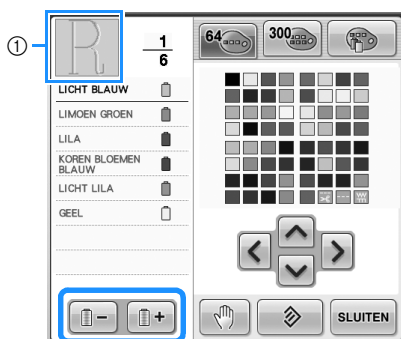 ①
R
1
6
64
300
LICHT BLAUW
LIMOEN GROEN
LILA
KOREN BLOEMEN
BLAUW
LICHT LILA
GEEL
−
+
SLUITEN